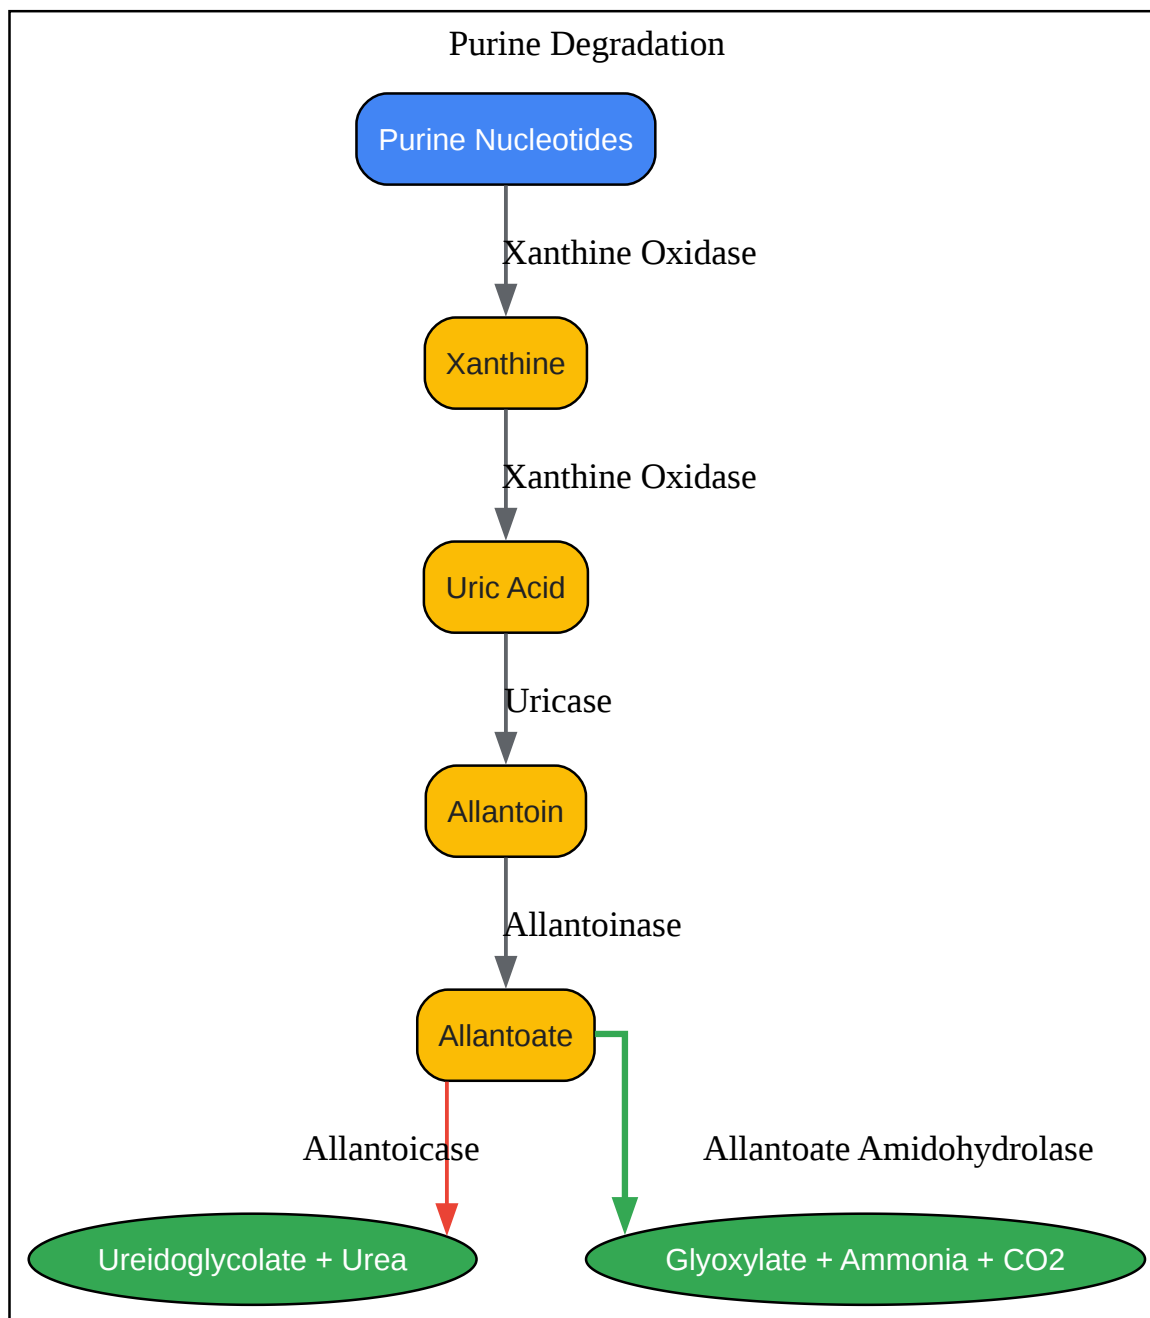 Purine Degradation
Purine Nucleotides
Xanthine Oxidase
Xanthine
Xanthine Oxidase
Uric Acid
Uricase
Allantoin
Allantoinase
Allantoate
Allantoicase
Allantoate Amidohydrolase
Ureidoglycolate + Urea
Glyoxylate + Ammonia + CO2